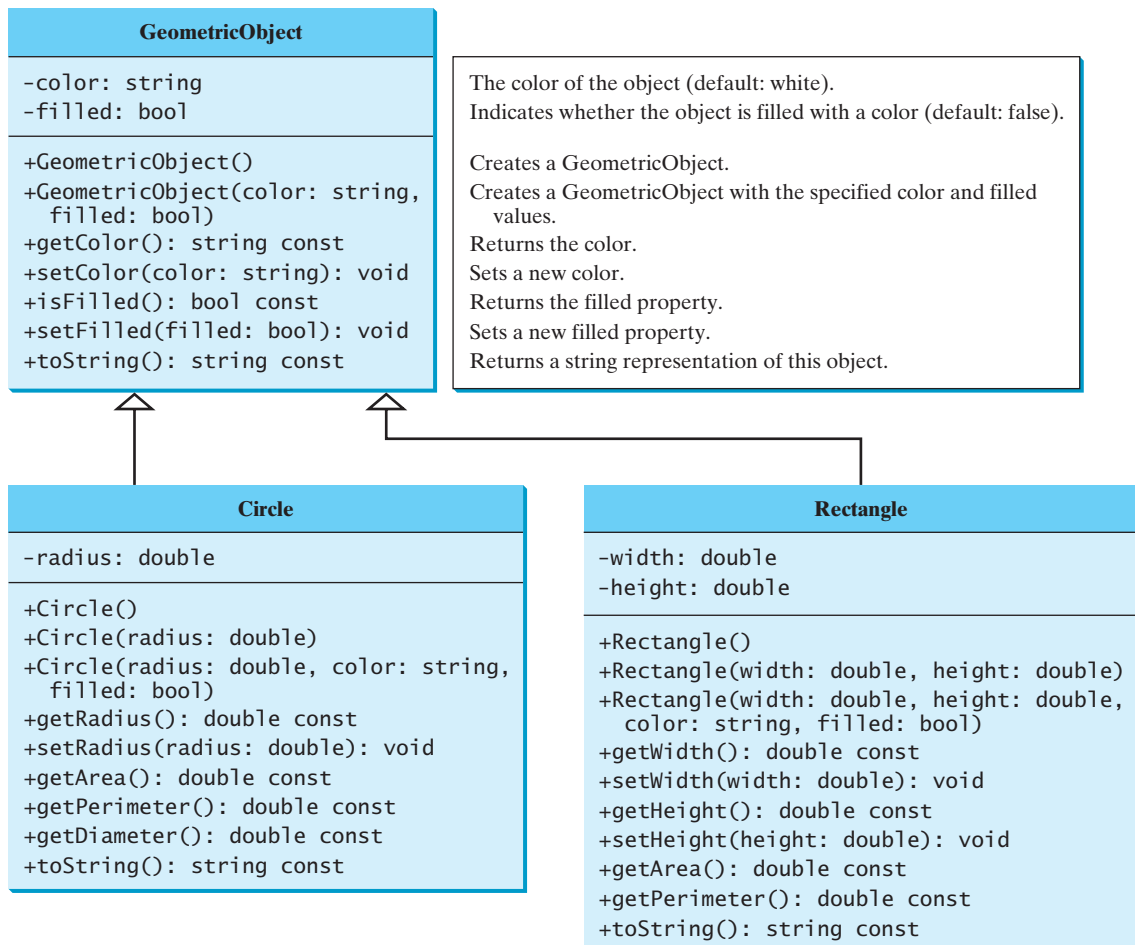 GeometricObject
-color: string
-filled: bool
+GeometricObject()
+GeometricObject(color: string,
filled: bool)
+getColor(): string const
+setColor(color: string): void
+isFilled(): bool const
+setFilled(filled: bool): void
+toString(): string const
The color of the object (default: white).
Indicates whether the object is filled with a color (default: false).
Creates a GeometricObject.
Creates a GeometricObject with the specified color and filled
values.
Returns the color.
Sets a new color.
Returns the filled property.
Sets a new filled property.
Returns a string representation of this object.
Circle
-radius: double
+Circle()
+Circle(radius: double)
+Circle(radius: double, color: string,
filled: bool)
+getRadius(): double const
+setRadius(radius: double): void
+getArea(): double const
+getPerimeter(): double const
+getDiameter(): double const
+toString(): string const
Rectangle
-width: double
-height: double
+Rectangle()
+Rectangle(width: double, height: double)
+Rectangle(width: double, height: double,
color: string, filled: bool)
+getWidth(): double const
+setWidth(width: double): void
+getHeight(): double const
+setHeight(height: double): void
+getArea(): double const
+getPerimeter(): double const
+toString(): string const